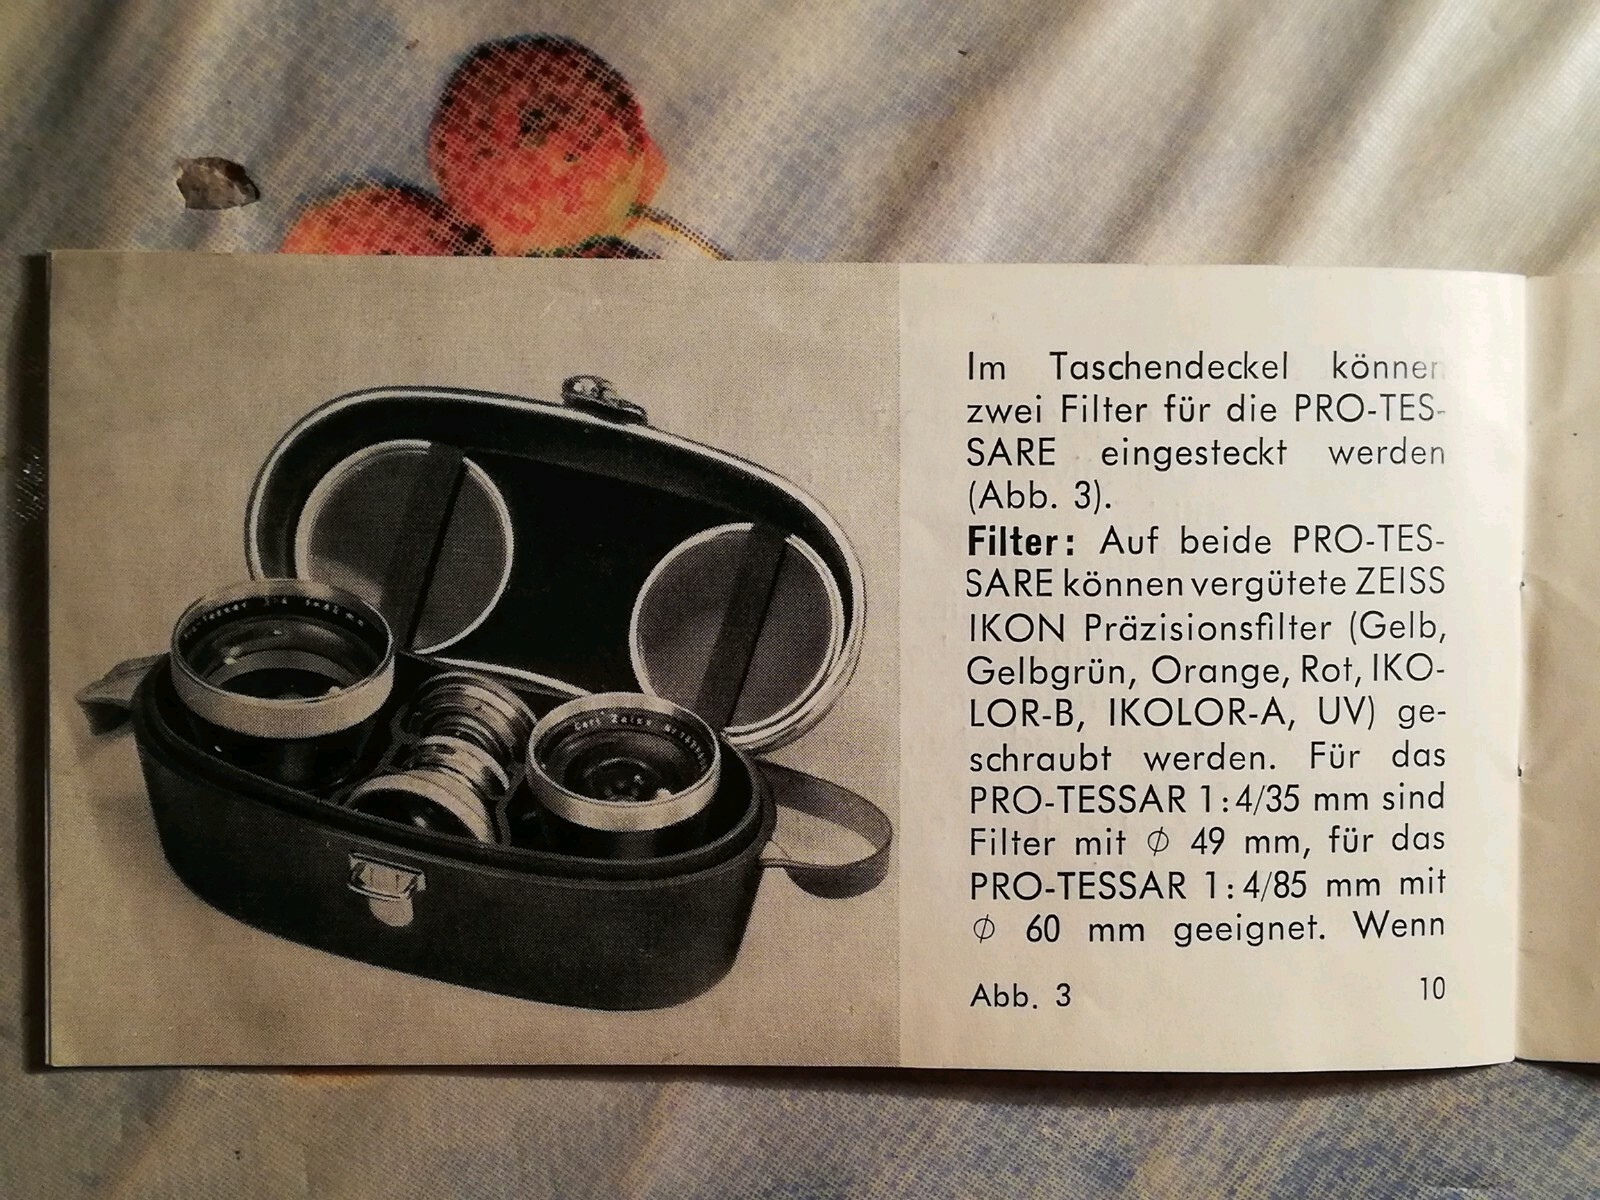 Im Taschendeckel können
zwei Filter für die PRO-TES-
SARE eingesteckt werden
(Abb. 3).
Filter: Auf beide PRO-TES-
SARE können vergütete ZEISS
IKON Präzisionsfilter (Gelb,
Gelbgrün, Orange, Rot, IKO-
LOR-B, IKOLOR-A, UV) ge-
schraubt werden. Für das
PRO-TESSAR 1:4/35 mm sind
Filter mit ∅ 49 mm, für das
PRO-TESSAR 1:4/85 mm mit
∅ 60 mm geeignet. Wenn
Abb. 3 10
Carl Zeiss